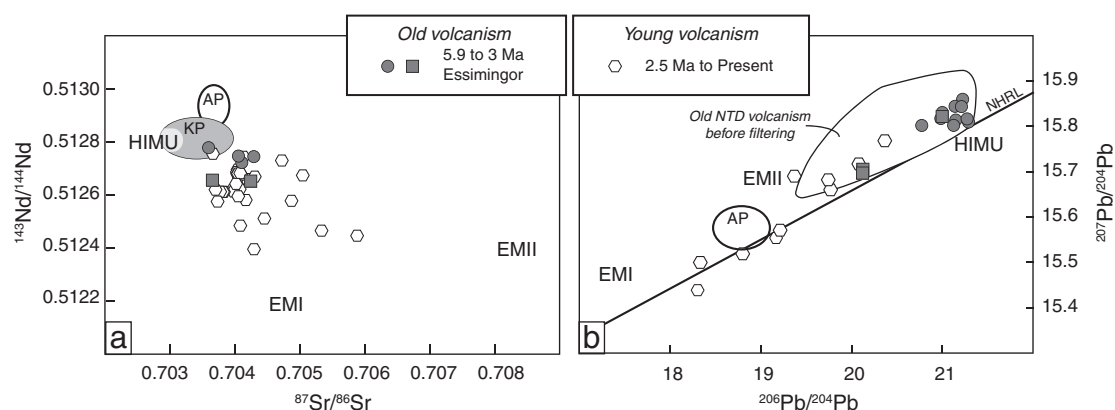 Old volcanism
5.9 to 3 Ma
Essimingor
Young volcanism
2.5 Ma to Present
0.5130
0.5128
0.5126
0.5124
0.5122
¹⁴³Nd/¹⁴⁴Nd
AP
KP
HIMU
EMII
EMI
a
0.703
0.704
0.705
0.706
0.707
0.708
⁸⁷Sr/⁸⁶Sr
Old NTD volcanism
before filtering
NHRL
HIMU
EMII
AP
EMI
b
18
19
20
21
²⁰⁶Pb/²⁰⁴Pb
15.9
15.8
15.7
15.6
15.5
15.4
²⁰⁷Pb/²⁰⁴Pb